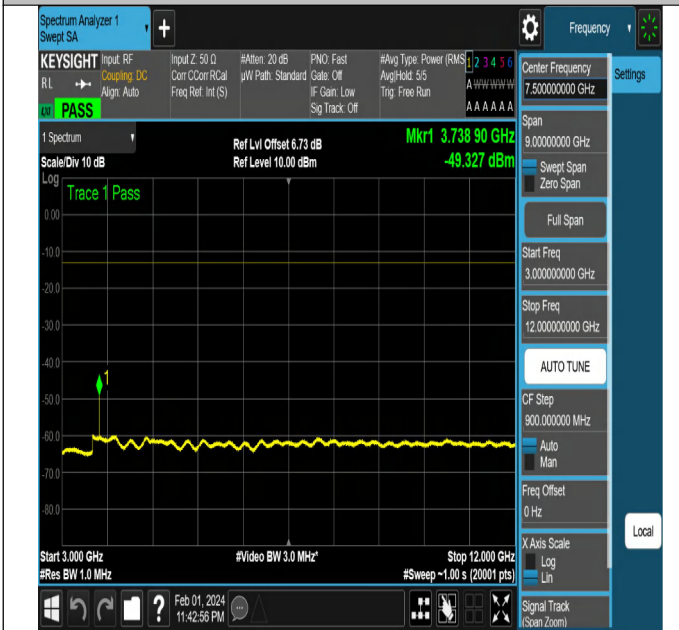 Spectrum Analyzer 1
Swept SA
Frequency
KEYSIGHT
RL
LXI PASS
Input: RF
Coupling: DC
Align: Auto
Input Z: 50 Ω
Corr CCorr RCal
Freq Ref: Int (S)
#Atten: 20 dB
µW Path: Standard
PNO: Fast
Gate: Off
IF Gain: Low
Sig Track: Off
#Avg Type: Power (RMS
Avg|Hold: 5/5
Trig: Free Run
1 2 3 4 5 6
A W W W W W
A A A A A A
1 Spectrum
Scale/Div 10 dB
Log
Ref Lvl Offset 6.73 dB
Ref Level 10.00 dBm
Mkr1 3.738 90 GHz
-49.327 dBm
Trace 1 Pass
0.00
-10.0
-20.0
-30.0
-40.0
-50.0
-60.0
-70.0
-80.0
1
Start 3.000 GHz
#Res BW 1.0 MHz
#Video BW 3.0 MHz*
Stop 12.000 GHz
#Sweep ~1.00 s (20001 pts)
?
Feb 01, 2024
11:42:56 PM
Center Frequency
7.500000000 GHz
Span
9.00000000 GHz
Swept Span
Zero Span
Full Span
Start Freq
3.000000000 GHz
Stop Freq
12.000000000 GHz
AUTO TUNE
CF Step
900.000000 MHz
Auto
Man
Freq Offset
0 Hz
X Axis Scale
Log
Lin
Signal Track
(Span Zoom)
Settings
Local